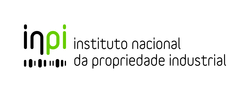 inpi
instituto nacional
da propriedade industrial